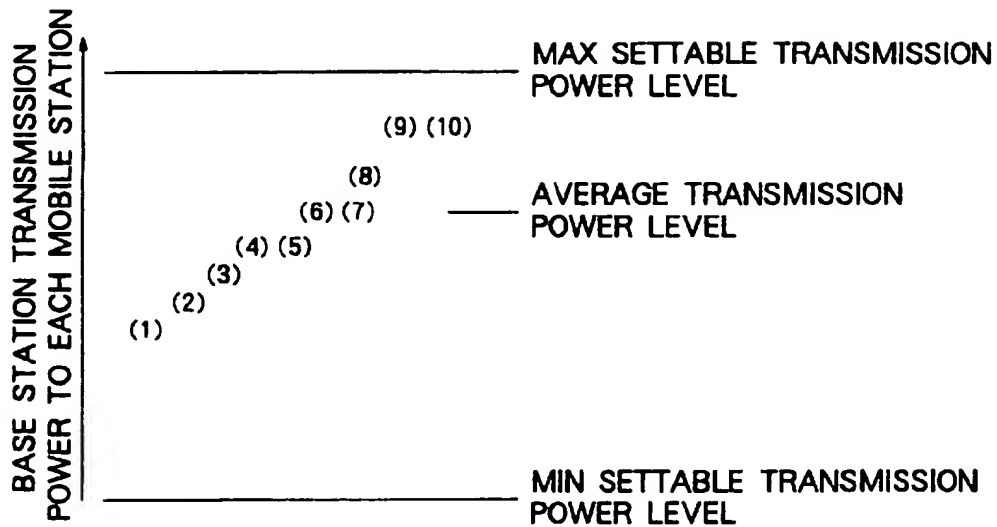 BASE STATION TRANSMISSION
POWER TO EACH MOBILE STATION
MAX SETTABLE TRANSMISSION
POWER LEVEL
(9) (10)
(8)
AVERAGE TRANSMISSION
POWER LEVEL
(6) (7)
(4) (5)
(3)
(2)
(1)
MIN SETTABLE TRANSMISSION
POWER LEVEL